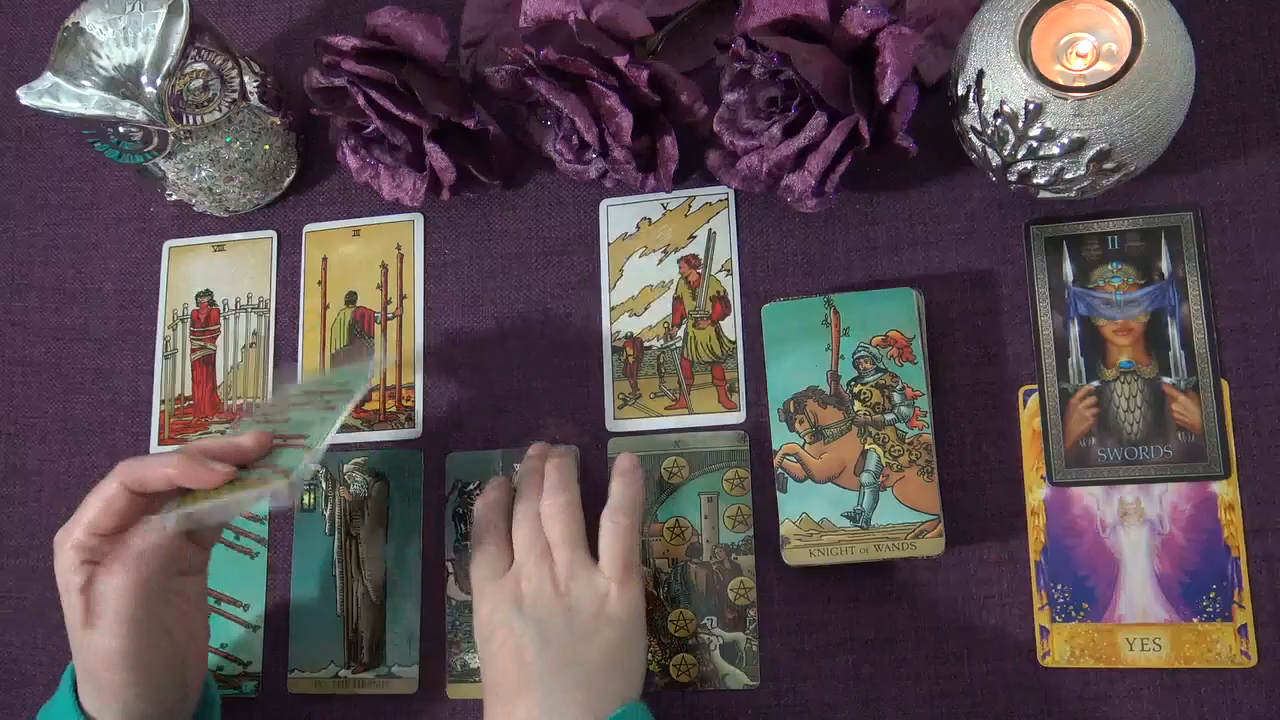 VIII
III
V
II
SWORDS
X
KNIGHT OF WANDS
IX THE HERMIT
YES